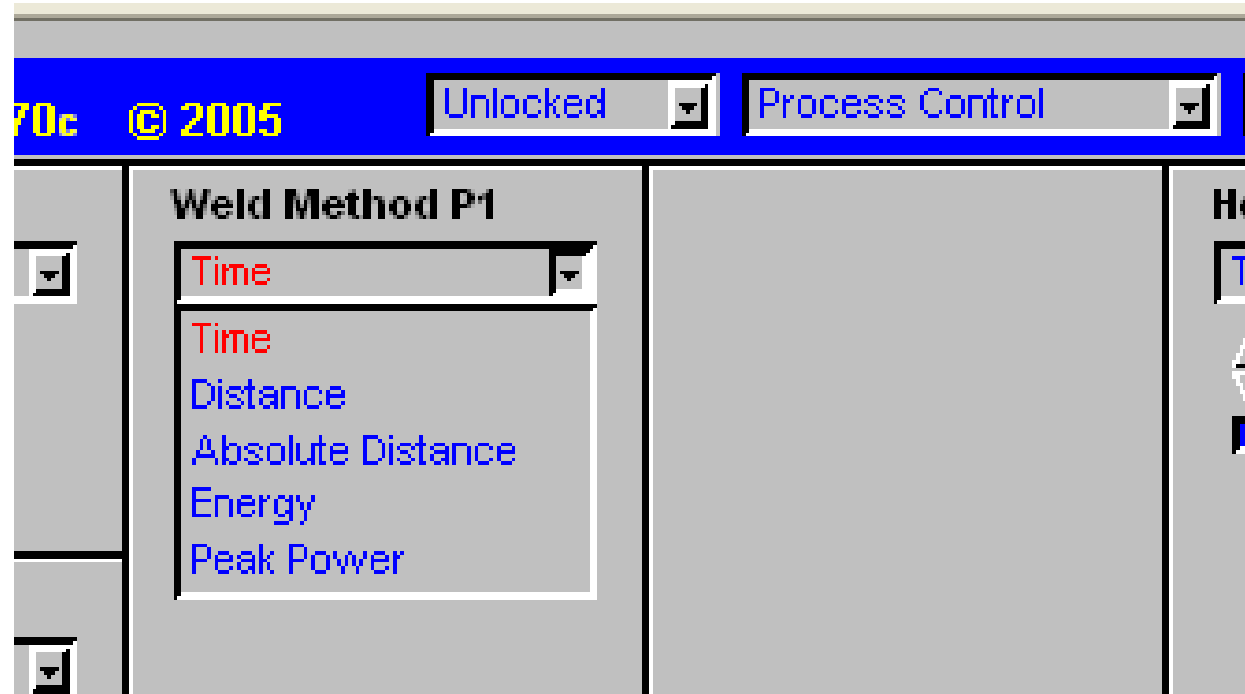 70c © 2005 Unlocked Process Control
Weld Method P1
Time
Time
Distance
Absolute Distance
Energy
Peak Power